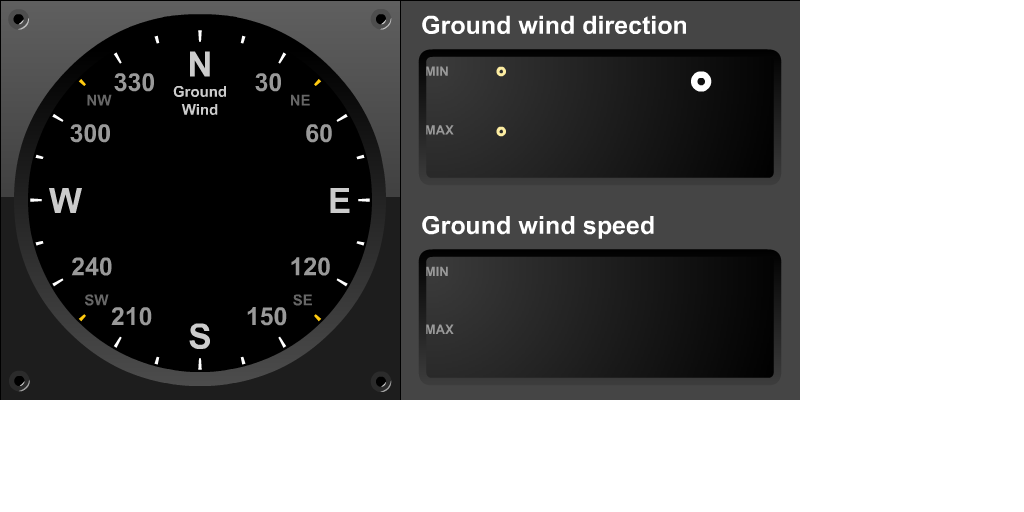 N
Ground
Wind
330
30
NW
NE
300
60
W
E
240
120
SW
SE
210
150
S
Ground wind direction
MIN
MAX
Ground wind speed
MIN
MAX